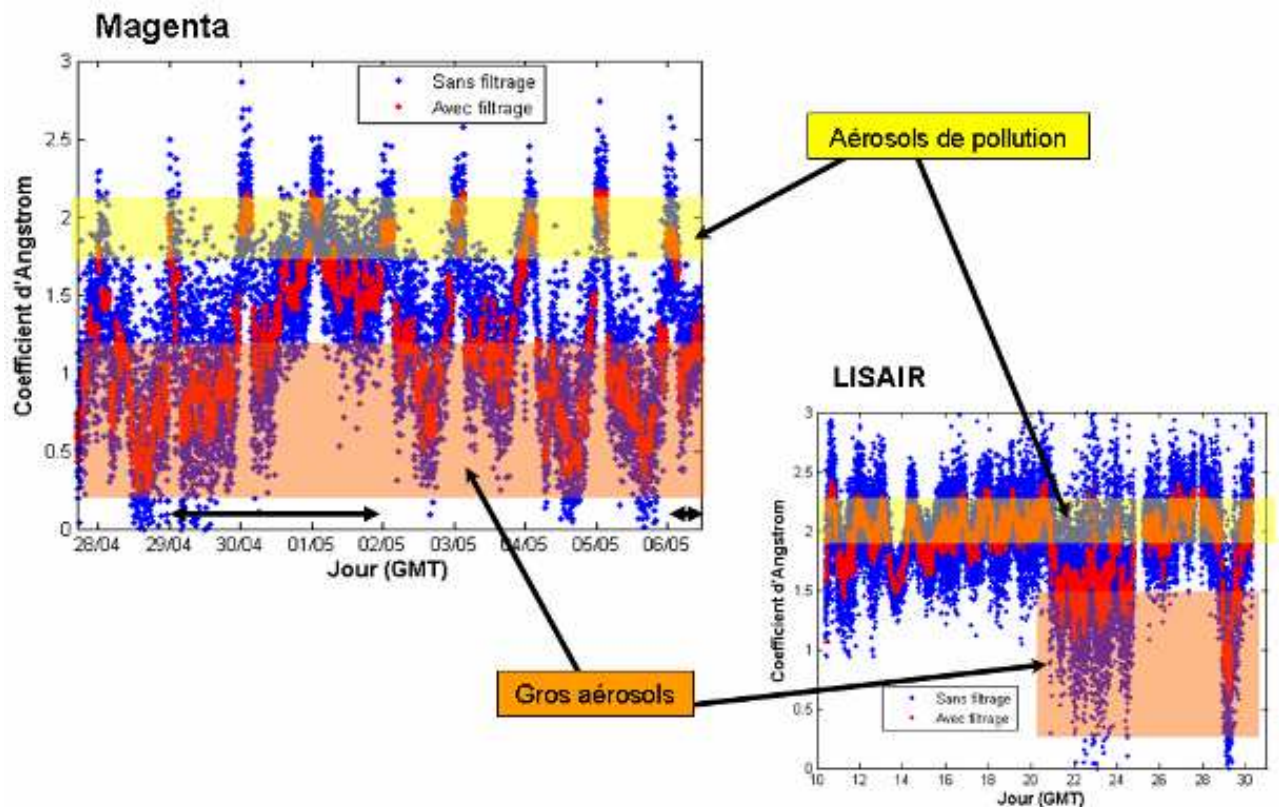 Magenta
Coefficient d'Angstrom
3
2.5
2
1.5
1
0.5
0
Sans filtrage
Avec filtrage
28/04 29/04 30/04 01/05 02/05 03/05 04/05 05/05 06/05
Jour (GMT)
Aérosols de pollution
Gros aérosols
LISAIR
Coefficient d'Angstrom
3
2.5
2
1.5
1
0.5
0
Sans filtrage
Avec filtrage
10 12 14 16 18 20 22 24 26 28 30
Jour (GMT)